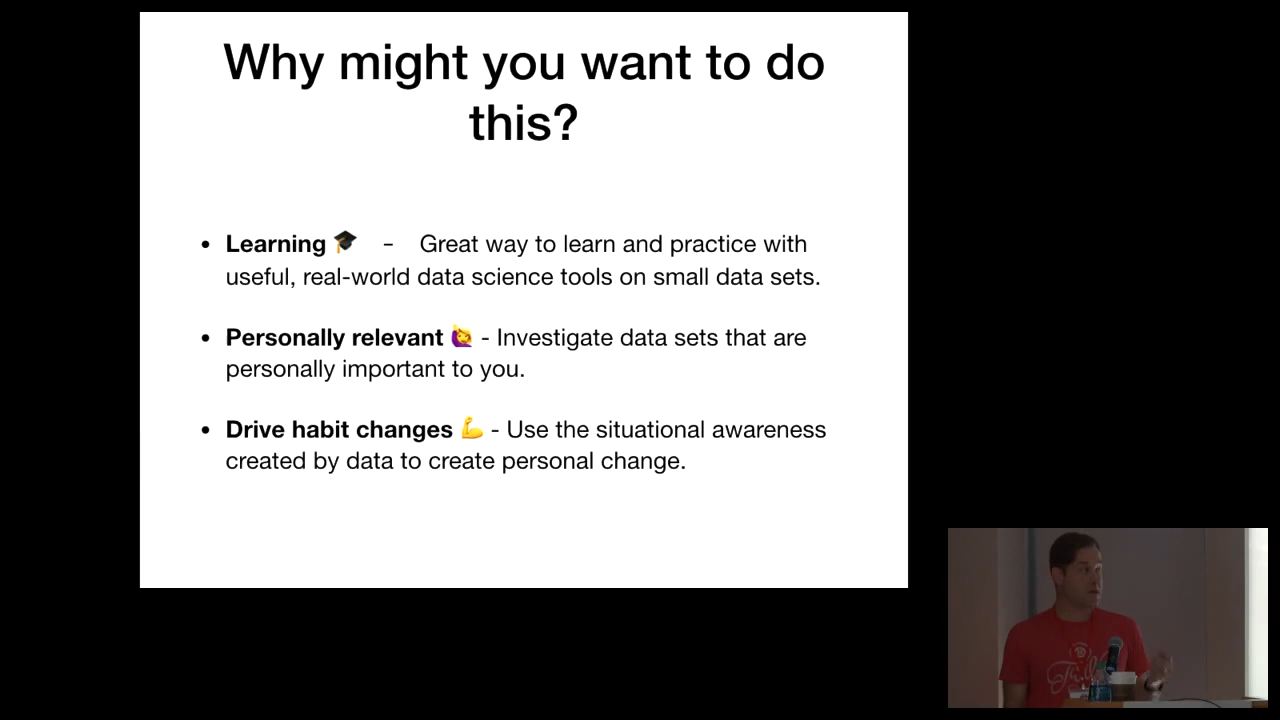 Why might you want to do
this?
• Learning 🎓 - Great way to learn and practice with
useful, real-world data science tools on small data sets.
• Personally relevant 🙋 - Investigate data sets that are
personally important to you.
• Drive habit changes 💪 - Use the situational awareness
created by data to create personal change.